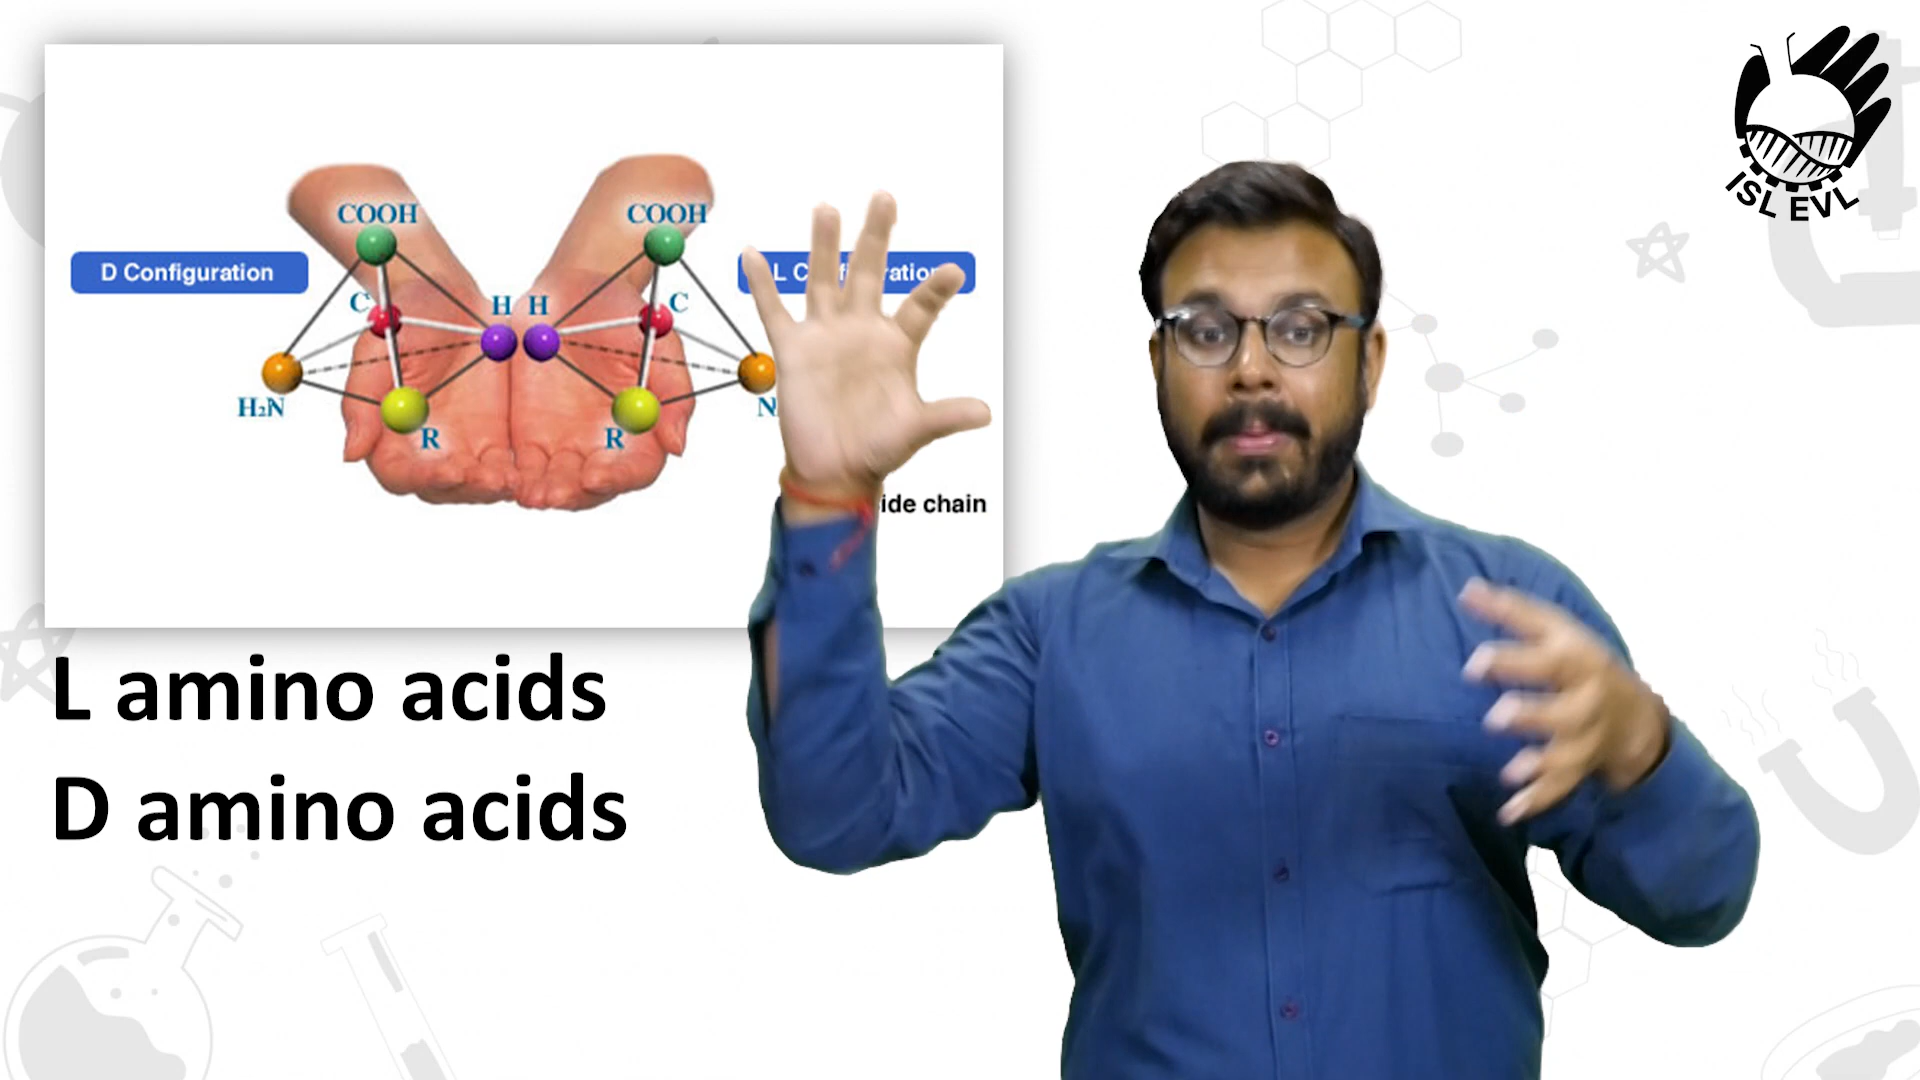 COOH COOH
D Configuration
C H H C
H₂N
R R
ide chain
L amino acids
D amino acids
ISL EVL